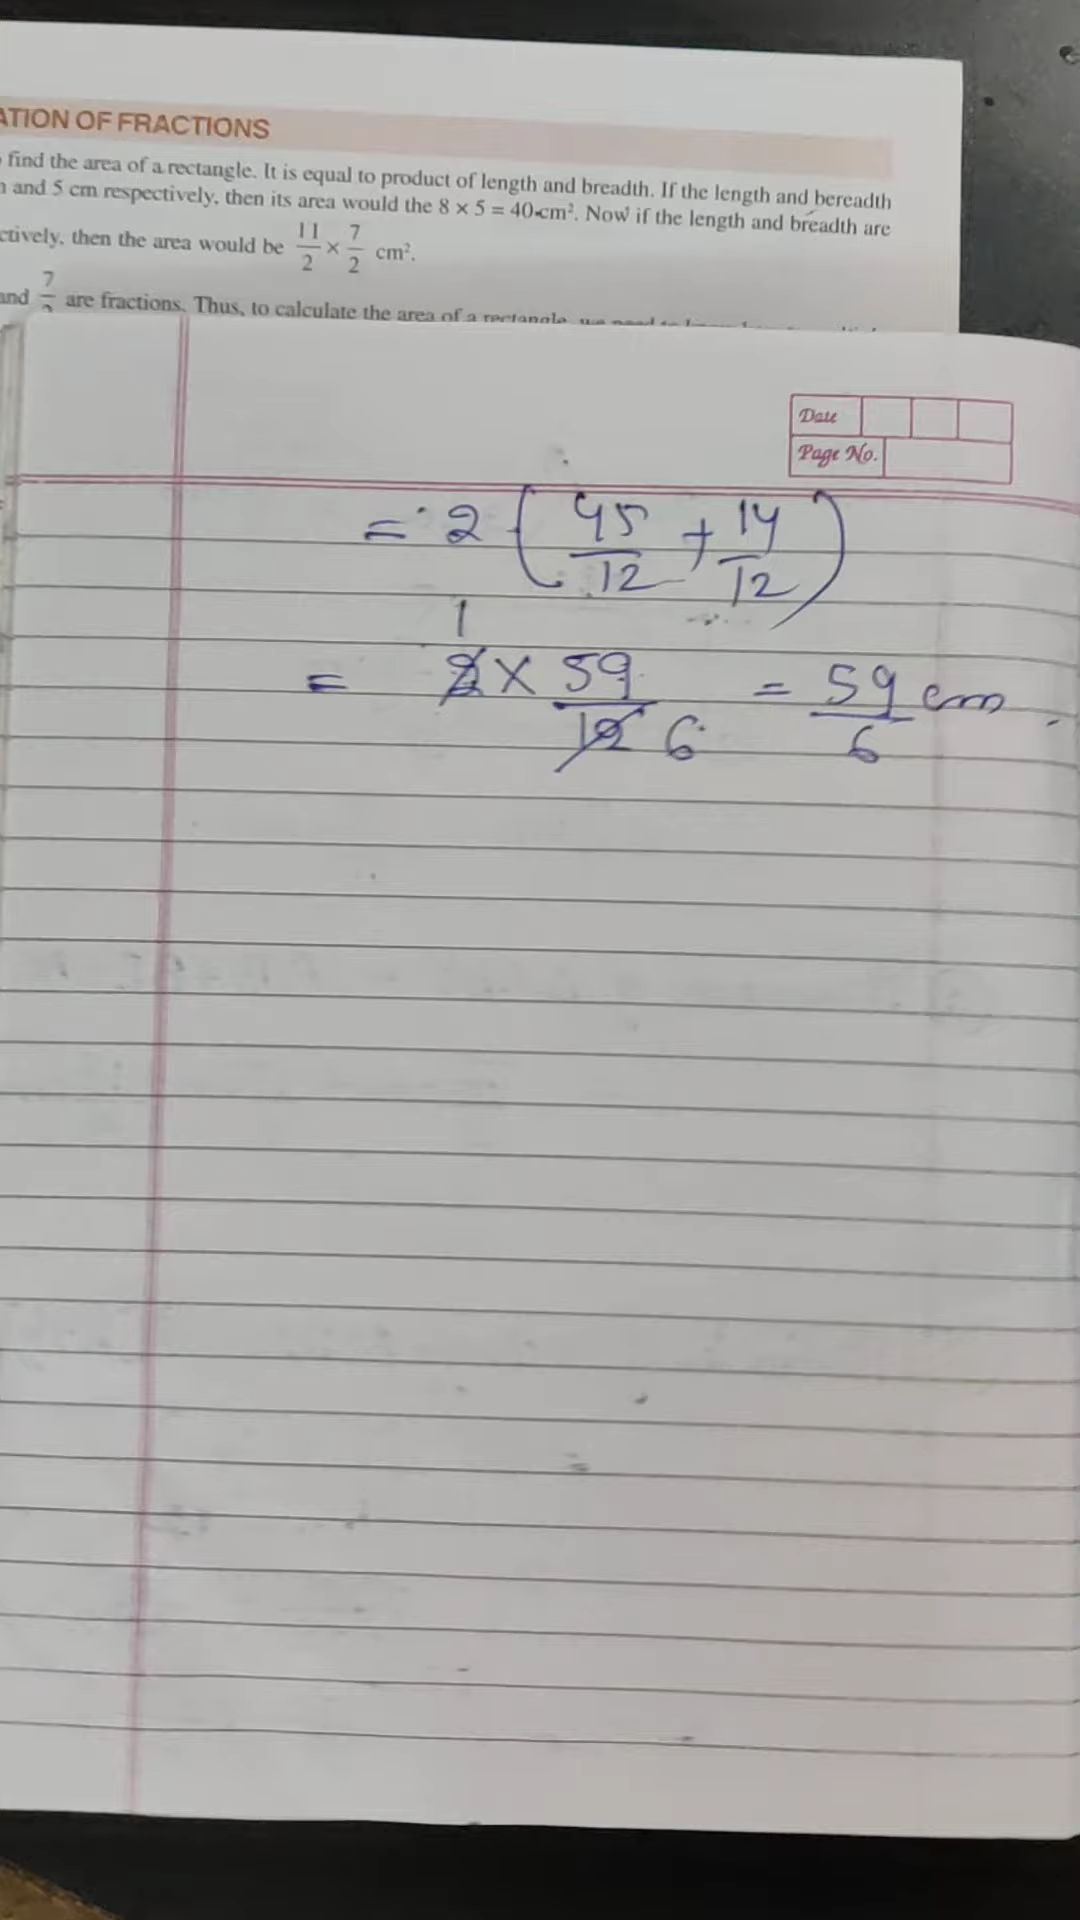 ATION OF FRACTIONS
find the area of a rectangle. It is equal to product of length and breadth. If the length and bereadth
and 5 cm respectively, then its area would the 8 × 5 = 40 cm². Now if the length and breadth are
ctively, then the area would be 11/2 × 7/2 cm².
and 7 are fractions. Thus, to calculate the area of a rectangle, we need to
Date
Page No.
= 2 ( 45/12 + 14/12 )
1
= 2 × 59/12 6 = 59/6 cm